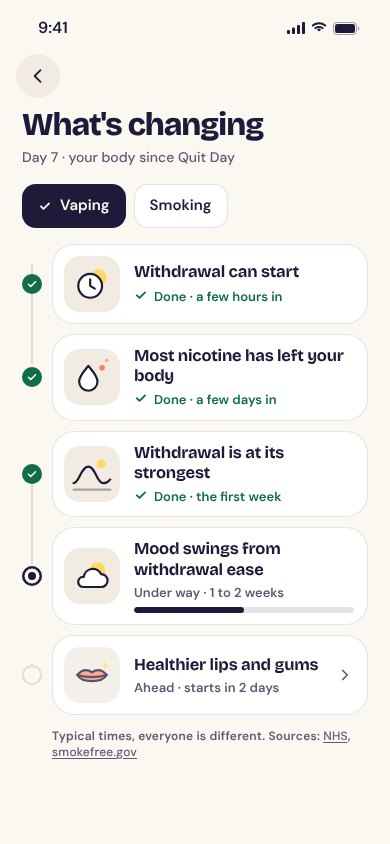 9:41
What's changing
Day 7 · your body since Quit Day
Vaping
Smoking
Withdrawal can start
Done · a few hours in
Most nicotine has left your
body
Done · a few days in
Withdrawal is at its
strongest
Done · the first week
Mood swings from
withdrawal ease
Under way · 1 to 2 weeks
Healthier lips and gums
Ahead · starts in 2 days
Typical times, everyone is different. Sources: NHS,
smokefree.gov